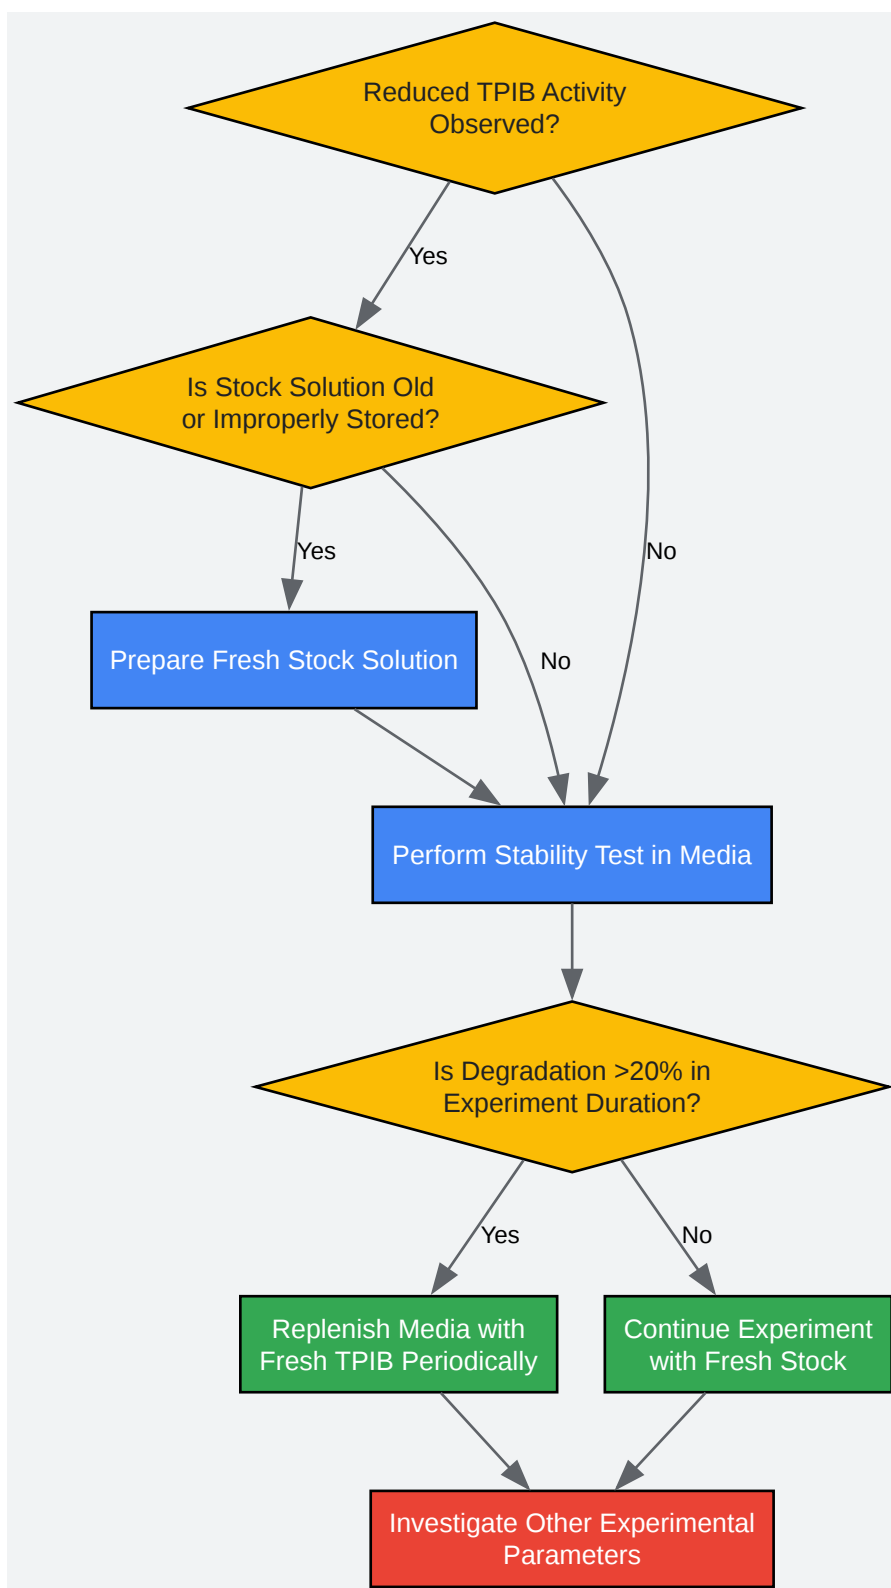 Reduced TPIB Activity
Observed?
Yes
Is Stock Solution Old
or Improperly Stored?
Yes
No
Prepare Fresh Stock Solution
No
Perform Stability Test in Media
Is Degradation >20% in
Experiment Duration?
Yes
No
Replenish Media with
Fresh TPIB Periodically
Continue Experiment
with Fresh Stock
Investigate Other Experimental
Parameters